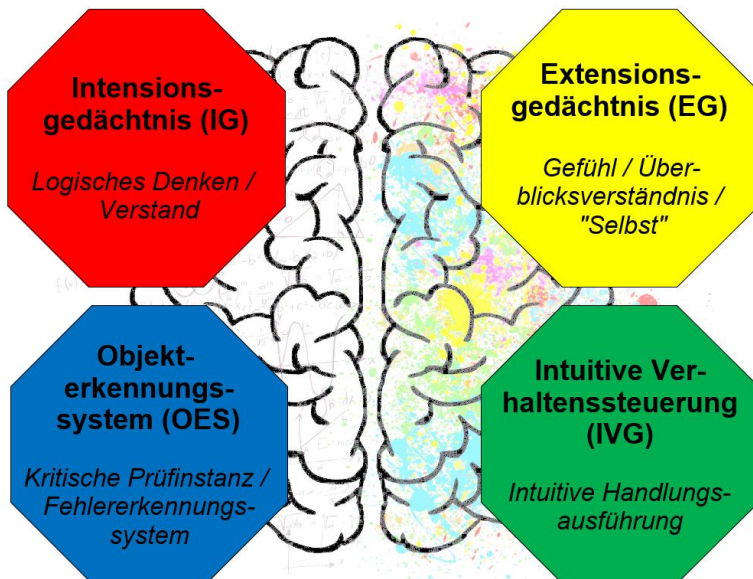 Intensions-
gedächtnis (IG)
Logisches Denken /
Verstand
Extensions-
gedächtnis (EG)
Gefühl / Über-
blicksverständnis /
"Selbst"
Objekt-
erkennungs-
system (OES)
Kritische Prüfinstanz /
Fehlererkennungs-
system
Intuitive Ver-
haltenssteuerung
(IVG)
Intuitive Handlungs-
ausführung